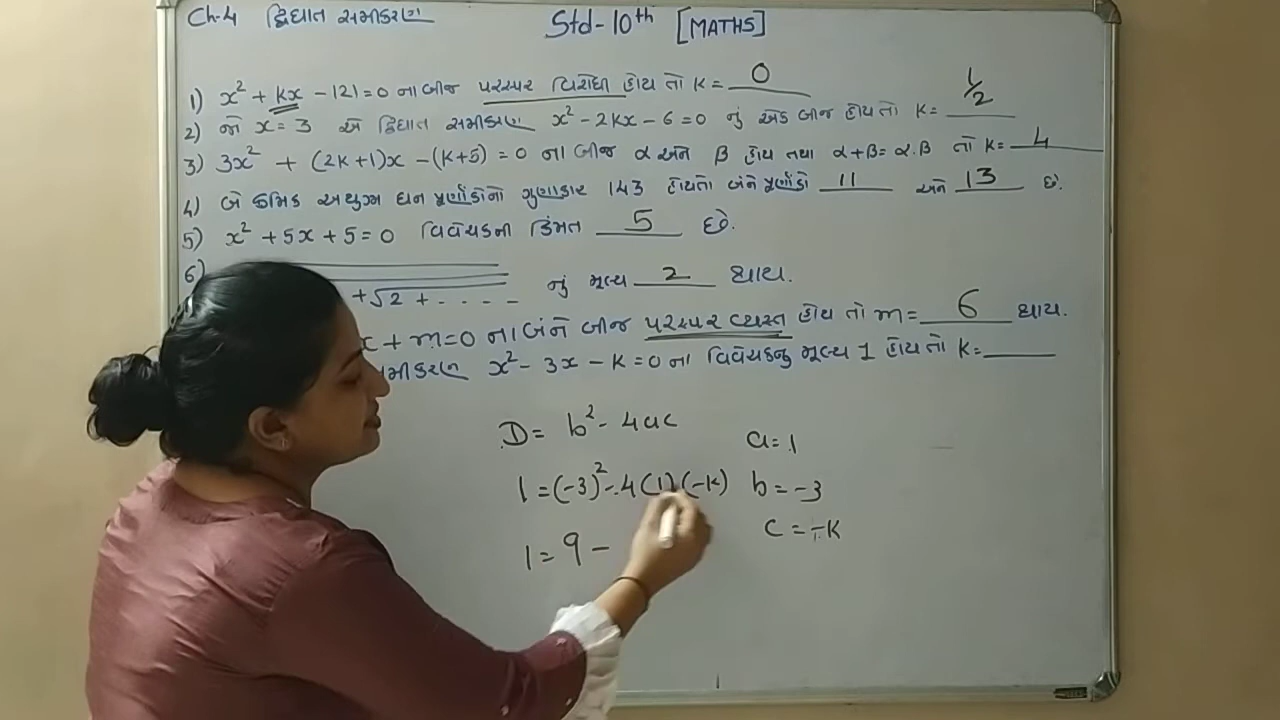 Ch-4 દ્વિઘાત સમીકરણ
Std-10th [MATHS]
1) x² + kx - 121 = 0 ના બીજ પરસ્પર વિરોધી હોય તો k = 0
2) જો x = 3 એ દ્વિઘાત સમીકરણ x² - 2kx - 6 = 0 નું એક બીજ હોય તો k = 1/2
3) 3x² + (2k+1)x - (k+5) = 0 ના બીજ α અને β હોય તથા α+β = α.β તો k = 4
4) બે ક્રમિક અયુગ્મ ધન પૂર્ણાંકોનો ગુણાકાર 143 હોયતો બંને પૂર્ણાંકો 11 અને 13 છે.
5) x² + 5x + 5 = 0 વિવેચકની કિંમત 5 છે.
6) + √2 + ..... નું મૂલ્ય 2 થાય.
x + m = 0 ના બંને બીજ પરસ્પર વ્યસ્ત હોય તો m = 6 થાય.
સમીકરણ x² - 3x - k = 0 ના વિવેચકનુ મૂલ્ય 1 હોય તો k = ____
D = b² - 4ac
a = 1
1 = (-3)² - 4(1)(-k)
b = -3
c = -k
1 = 9 -